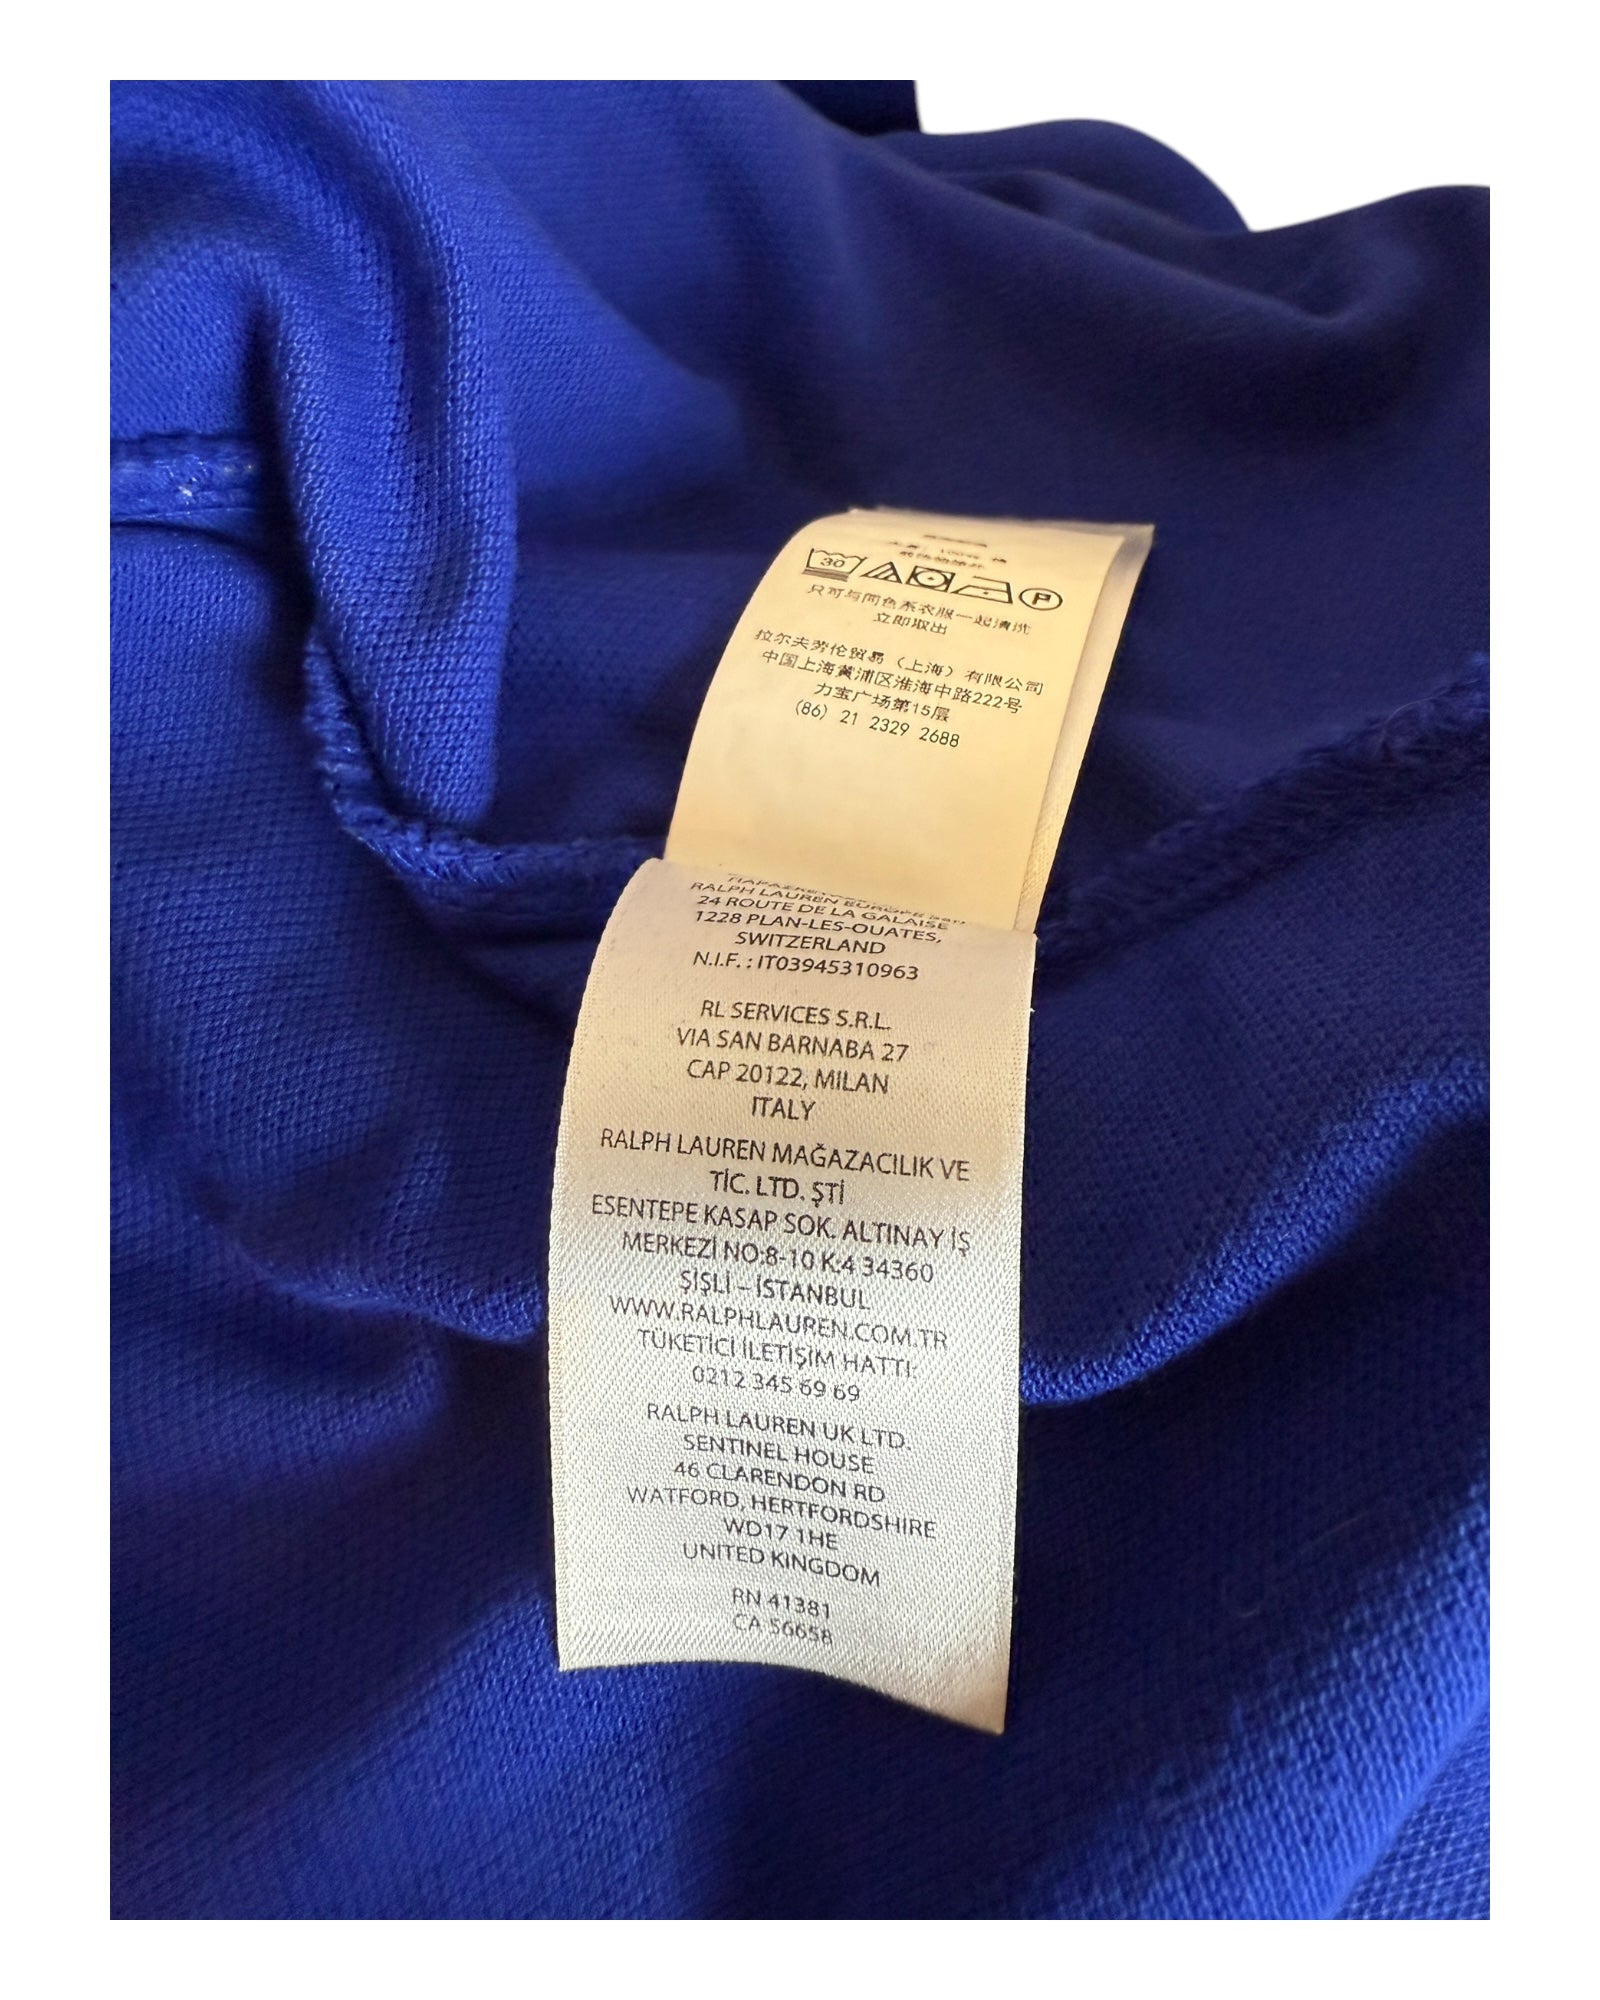 100%
30
P
只可与同色系衣服一起清洗
立即取出
拉尔夫劳伦贸易（上海）有限公司
中国上海黄浦区淮海中路222号
力宝广场第15层
(86) 21 2329 2688
RALPH LAUREN EUROPE Sàrl
24 ROUTE DE LA GALAISE
1228 PLAN-LES-OUATES,
SWITZERLAND
N.I.F. : IT03945310963
RL SERVICES S.R.L.
VIA SAN BARNABA 27
CAP 20122, MILAN
ITALY
RALPH LAUREN MAĞAZACILIK VE
TİC. LTD. ŞTİ
ESENTEPE KASAP SOK. ALTINAY İŞ
MERKEZİ NO:8-10 K:4 34360
ŞİŞLİ – İSTANBUL
WWW.RALPHLAUREN.COM.TR
TÜKETİCİ İLETİŞİM HATTI:
0212 345 69 69
RALPH LAUREN UK LTD.
SENTINEL HOUSE
46 CLARENDON RD
WATFORD, HERTFORDSHIRE
WD17 1HE
UNITED KINGDOM
RN 41381
CA 56658